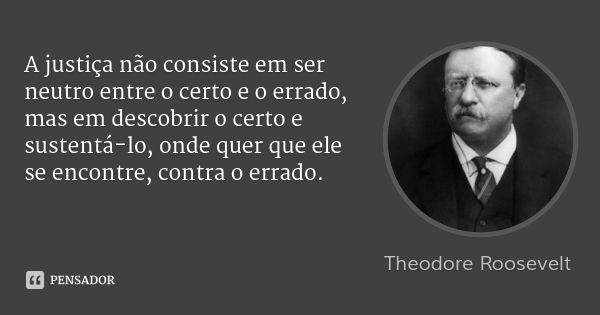 A justiça não consiste em ser
neutro entre o certo e o errado,
mas em descobrir o certo e
sustentá-lo, onde quer que ele
se encontre, contra o errado.
Theodore Roosevelt
PENSADOR